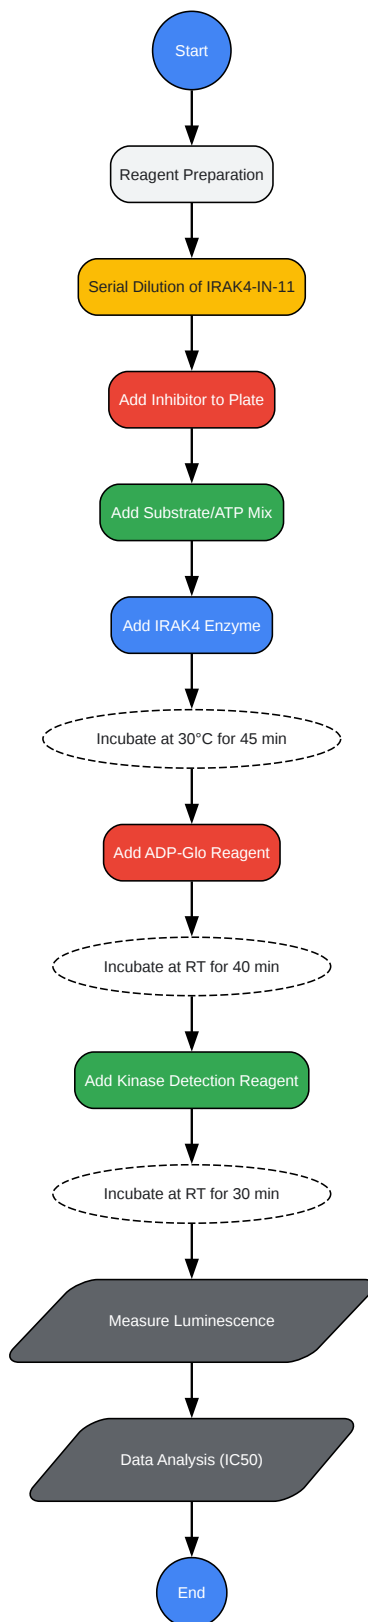 Start
Reagent Preparation
Serial Dilution of IRAK4-IN-11
Add Inhibitor to Plate
Add Substrate/ATP Mix
Add IRAK4 Enzyme
Incubate at 30°C for 45 min
Add ADP-Glo Reagent
Incubate at RT for 40 min
Add Kinase Detection Reagent
Incubate at RT for 30 min
Measure Luminescence
Data Analysis (IC50)
End